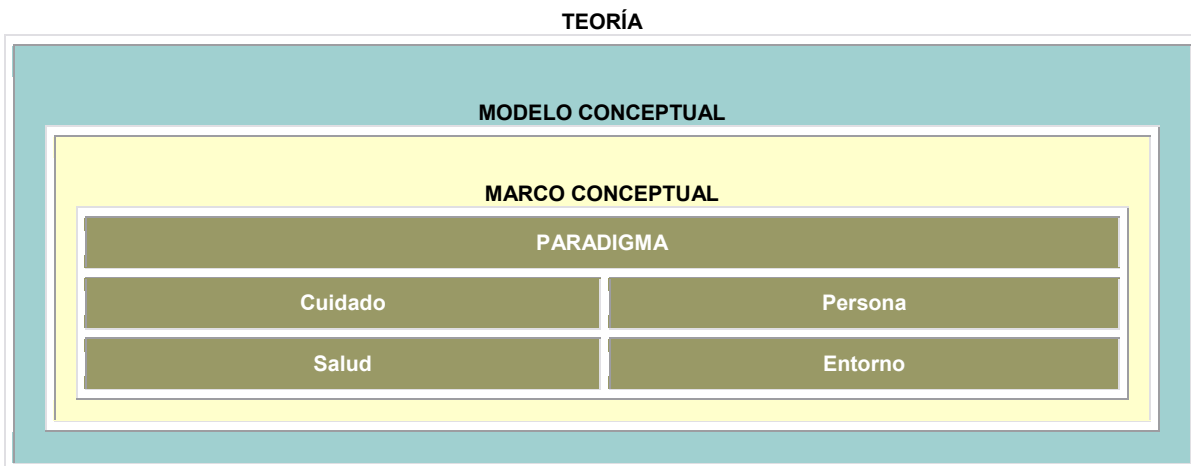 TEORÍA
MODELO CONCEPTUAL
MARCO CONCEPTUAL
PARADIGMA
Cuidado
Persona
Salud
Entorno